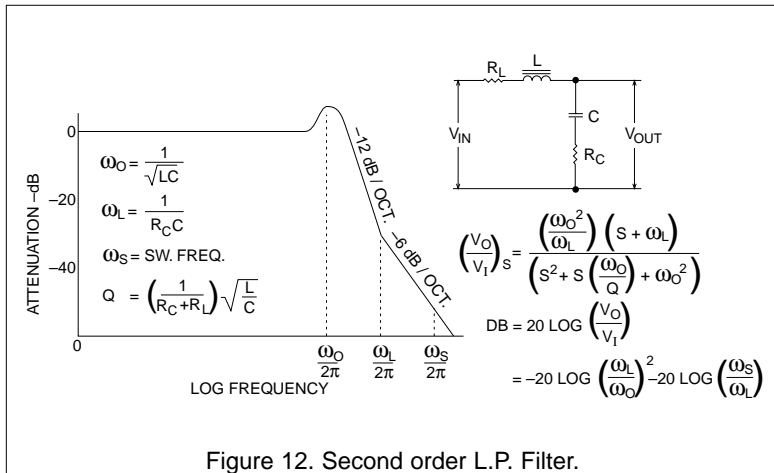 R_L
L
C
R_C
V_IN
V_OUT
ATTENUATION –dB
0
–20
–40
0
ω_O = 1 / √LC
ω_L = 1 / R_C C
ω_S = SW. FREQ.
Q = (1 / R_C+R_L) √L/C
–12 dB / OCT.
–6 dB / OCT.
ω_O / 2π
ω_L / 2π
ω_S / 2π
LOG FREQUENCY
(V_O / V_I)_S = (ω_O² / ω_L) (S + ω_L) / (S² + S (ω_O / Q) + ω_O²)
DB = 20 LOG (V_O / V_I)
= –20 LOG (ω_L / ω_O)² –20 LOG (ω_S / ω_L)
Figure 12. Second order L.P. Filter.